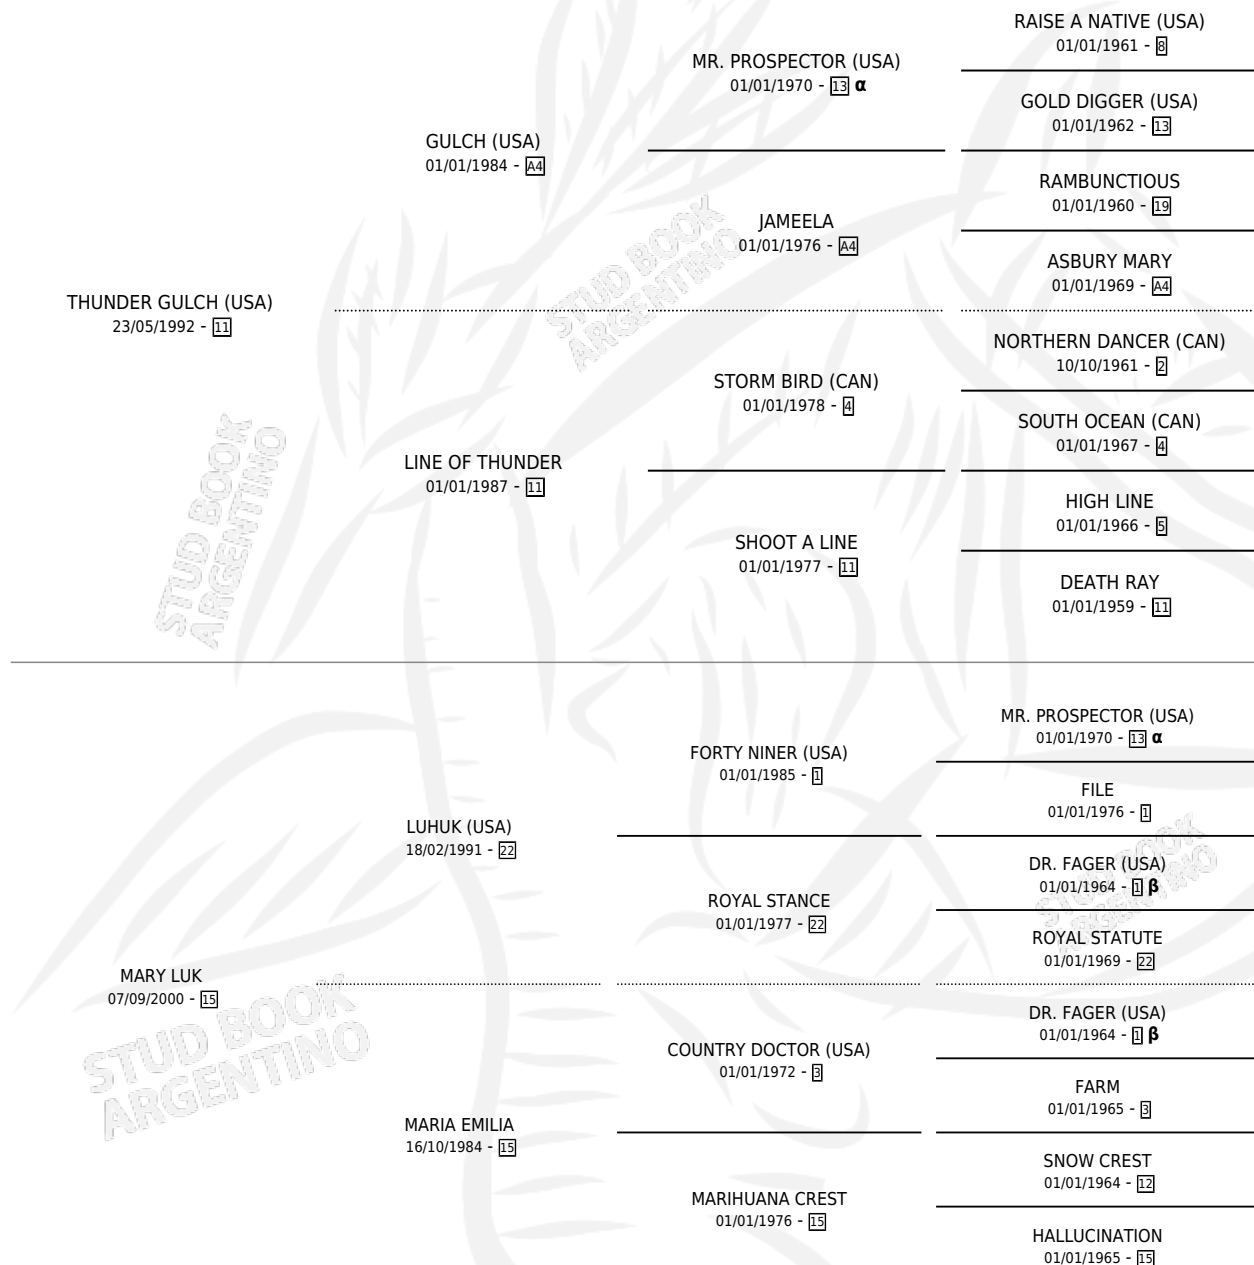 RAISE A NATIVE (USA)
01/01/1961 - 8
MR. PROSPECTOR (USA)
01/01/1970 - 13 α
GOLD DIGGER (USA)
01/01/1962 - 13
GULCH (USA)
01/01/1984 - A4
RAMBUNCTIOUS
01/01/1960 - 19
JAMEELA
01/01/1976 - A4
ASBURY MARY
01/01/1969 - A4
THUNDER GULCH (USA)
23/05/1992 - 11
NORTHERN DANCER (CAN)
10/10/1961 - 2
STORM BIRD (CAN)
01/01/1978 - 4
SOUTH OCEAN (CAN)
01/01/1967 - 4
LINE OF THUNDER
01/01/1987 - 11
HIGH LINE
01/01/1966 - 5
SHOOT A LINE
01/01/1977 - 11
DEATH RAY
01/01/1959 - 11
MR. PROSPECTOR (USA)
01/01/1970 - 13 α
FORTY NINER (USA)
01/01/1985 - 1
FILE
01/01/1976 - 1
LUHUK (USA)
18/02/1991 - 22
DR. FAGER (USA)
01/01/1964 - 1 β
ROYAL STANCE
01/01/1977 - 22
ROYAL STATUTE
01/01/1969 - 22
MARY LUK
07/09/2000 - 15
DR. FAGER (USA)
01/01/1964 - 1 β
COUNTRY DOCTOR (USA)
01/01/1972 - 3
FARM
01/01/1965 - 3
MARIA EMILIA
16/10/1984 - 15
SNOW CREST
01/01/1964 - 12
MARIHUANA CREST
01/01/1976 - 15
HALLUCINATION
01/01/1965 - 15
STUD BOOK
ARGENTINO
STUD BOOK
ARGENTINO
STUD BOOK
ARGENTINO
STUD BOOK
ARGENTINO